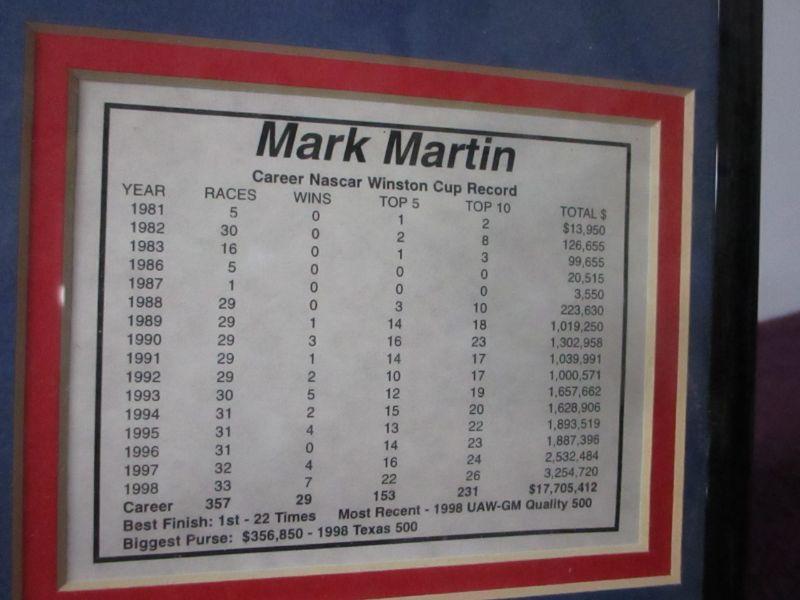 Mark Martin
Career Nascar Winston Cup Record
YEAR RACES WINS TOP 5 TOP 10 TOTAL $
1981 5 0 1 2 $13,950
1982 30 0 2 8 126,655
1983 16 0 1 3 99,655
1986 5 0 0 0 20,515
1987 1 0 0 0 3,550
1988 29 0 3 10 223,630
1989 29 1 14 18 1,019,250
1990 29 3 16 23 1,302,958
1991 29 1 14 17 1,039,991
1992 29 2 10 17 1,000,571
1993 30 5 12 19 1,657,662
1994 31 2 15 20 1,628,906
1995 31 4 13 22 1,893,519
1996 31 0 14 23 1,887,396
1997 32 4 16 24 2,532,484
1998 33 7 22 26 3,254,720
Career 357 29 153 231 $17,705,412
Best Finish: 1st - 22 Times Most Recent - 1998 UAW-GM Quality 500
Biggest Purse: $356,850 - 1998 Texas 500